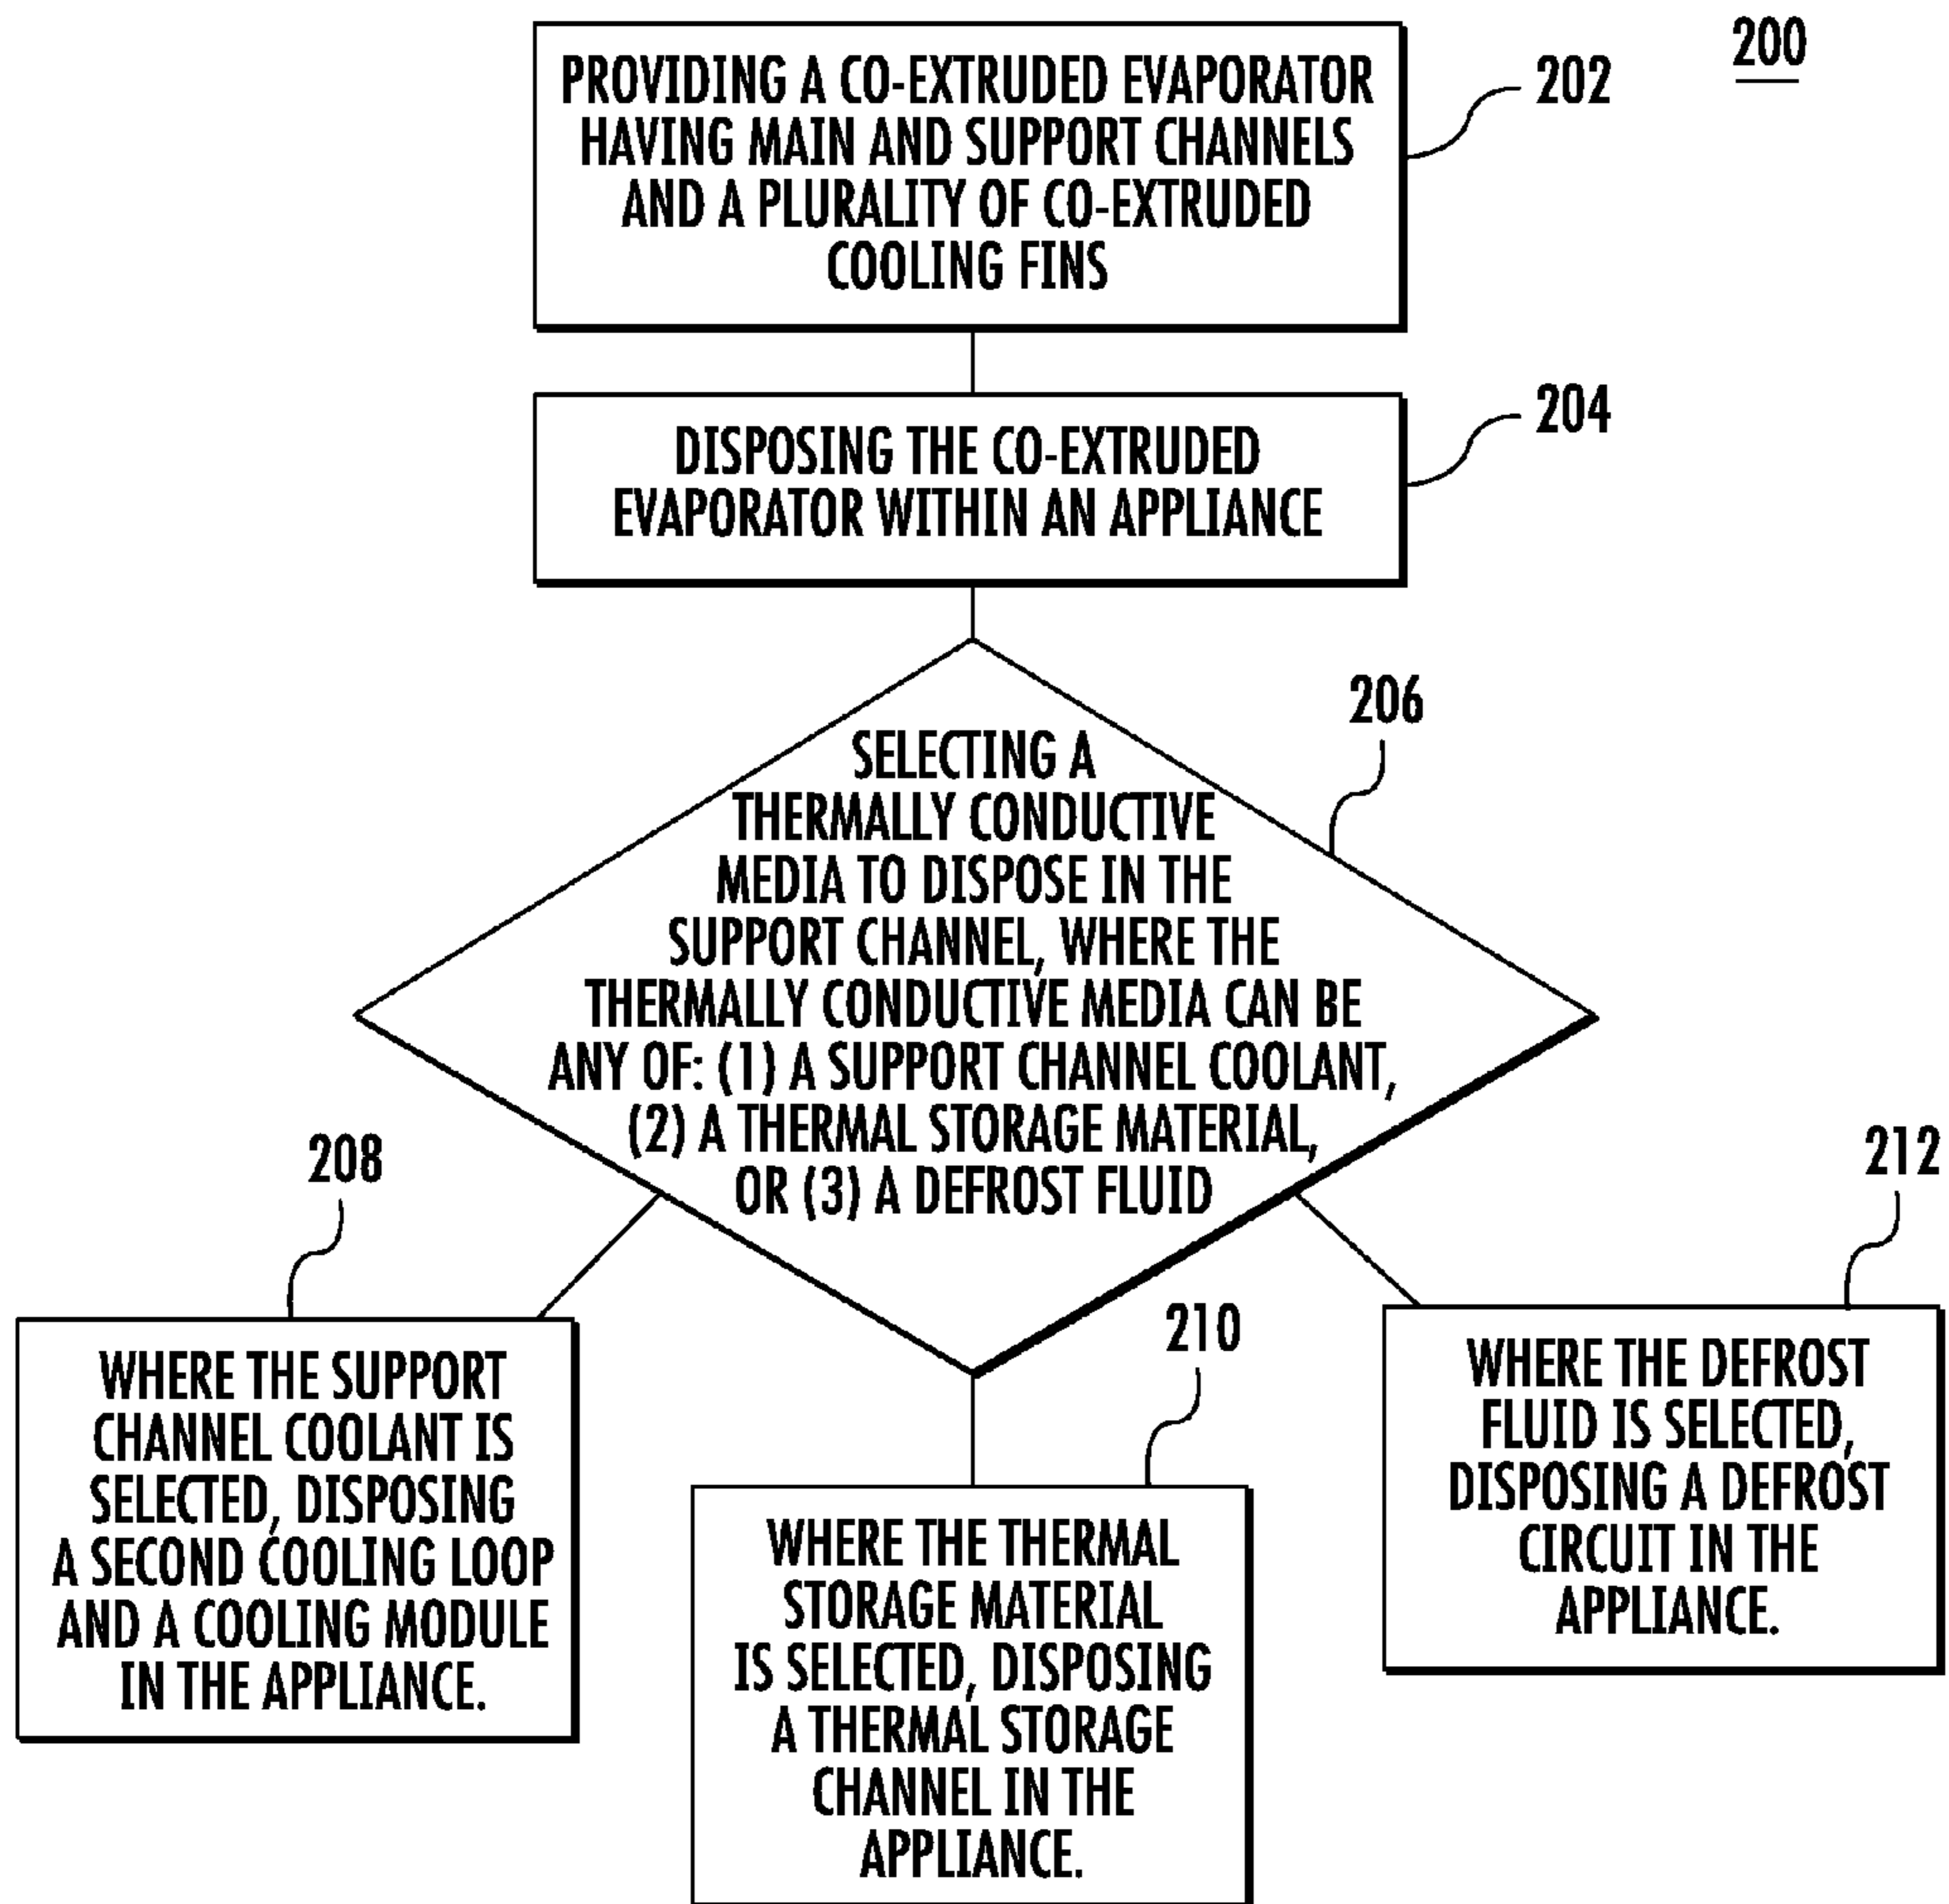 200
PROVIDING A CO-EXTRUDED EVAPORATOR
HAVING MAIN AND SUPPORT CHANNELS
AND A PLURALITY OF CO-EXTRUDED
COOLING FINS
202
DISPOSING THE CO-EXTRUDED
EVAPORATOR WITHIN AN APPLIANCE
204
206
SELECTING A
THERMALLY CONDUCTIVE
MEDIA TO DISPOSE IN THE
SUPPORT CHANNEL, WHERE THE
THERMALLY CONDUCTIVE MEDIA CAN BE
ANY OF: (1) A SUPPORT CHANNEL COOLANT,
(2) A THERMAL STORAGE MATERIAL,
OR (3) A DEFROST FLUID
208
WHERE THE SUPPORT
CHANNEL COOLANT IS
SELECTED, DISPOSING
A SECOND COOLING LOOP
AND A COOLING MODULE
IN THE APPLIANCE.
210
WHERE THE THERMAL
STORAGE MATERIAL
IS SELECTED, DISPOSING
A THERMAL STORAGE
CHANNEL IN THE
APPLIANCE.
212
WHERE THE DEFROST
FLUID IS SELECTED,
DISPOSING A DEFROST
CIRCUIT IN THE
APPLIANCE.